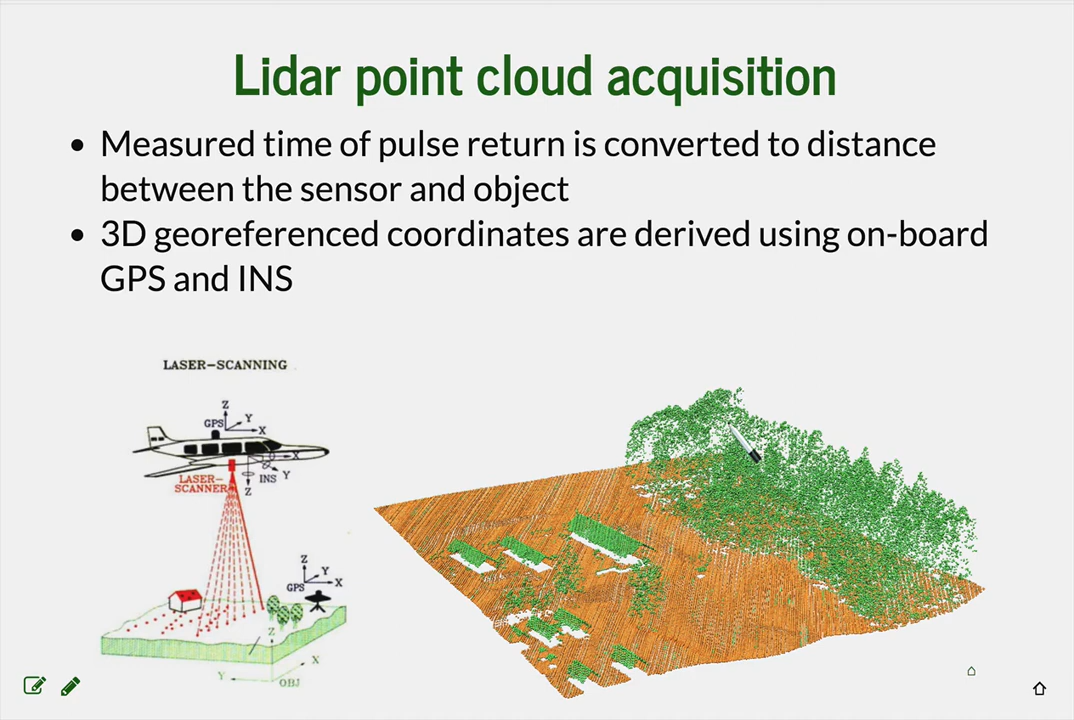 Lidar point cloud acquisition
• Measured time of pulse return is converted to distance
between the sensor and object
• 3D georeferenced coordinates are derived using on-board
GPS and INS
LASER-SCANNING
Z
Y
GPS
X
X
INS Y
Z
LASER-
SCANNER
Z
Y
GPS
X
Z
X
Y
OBJ